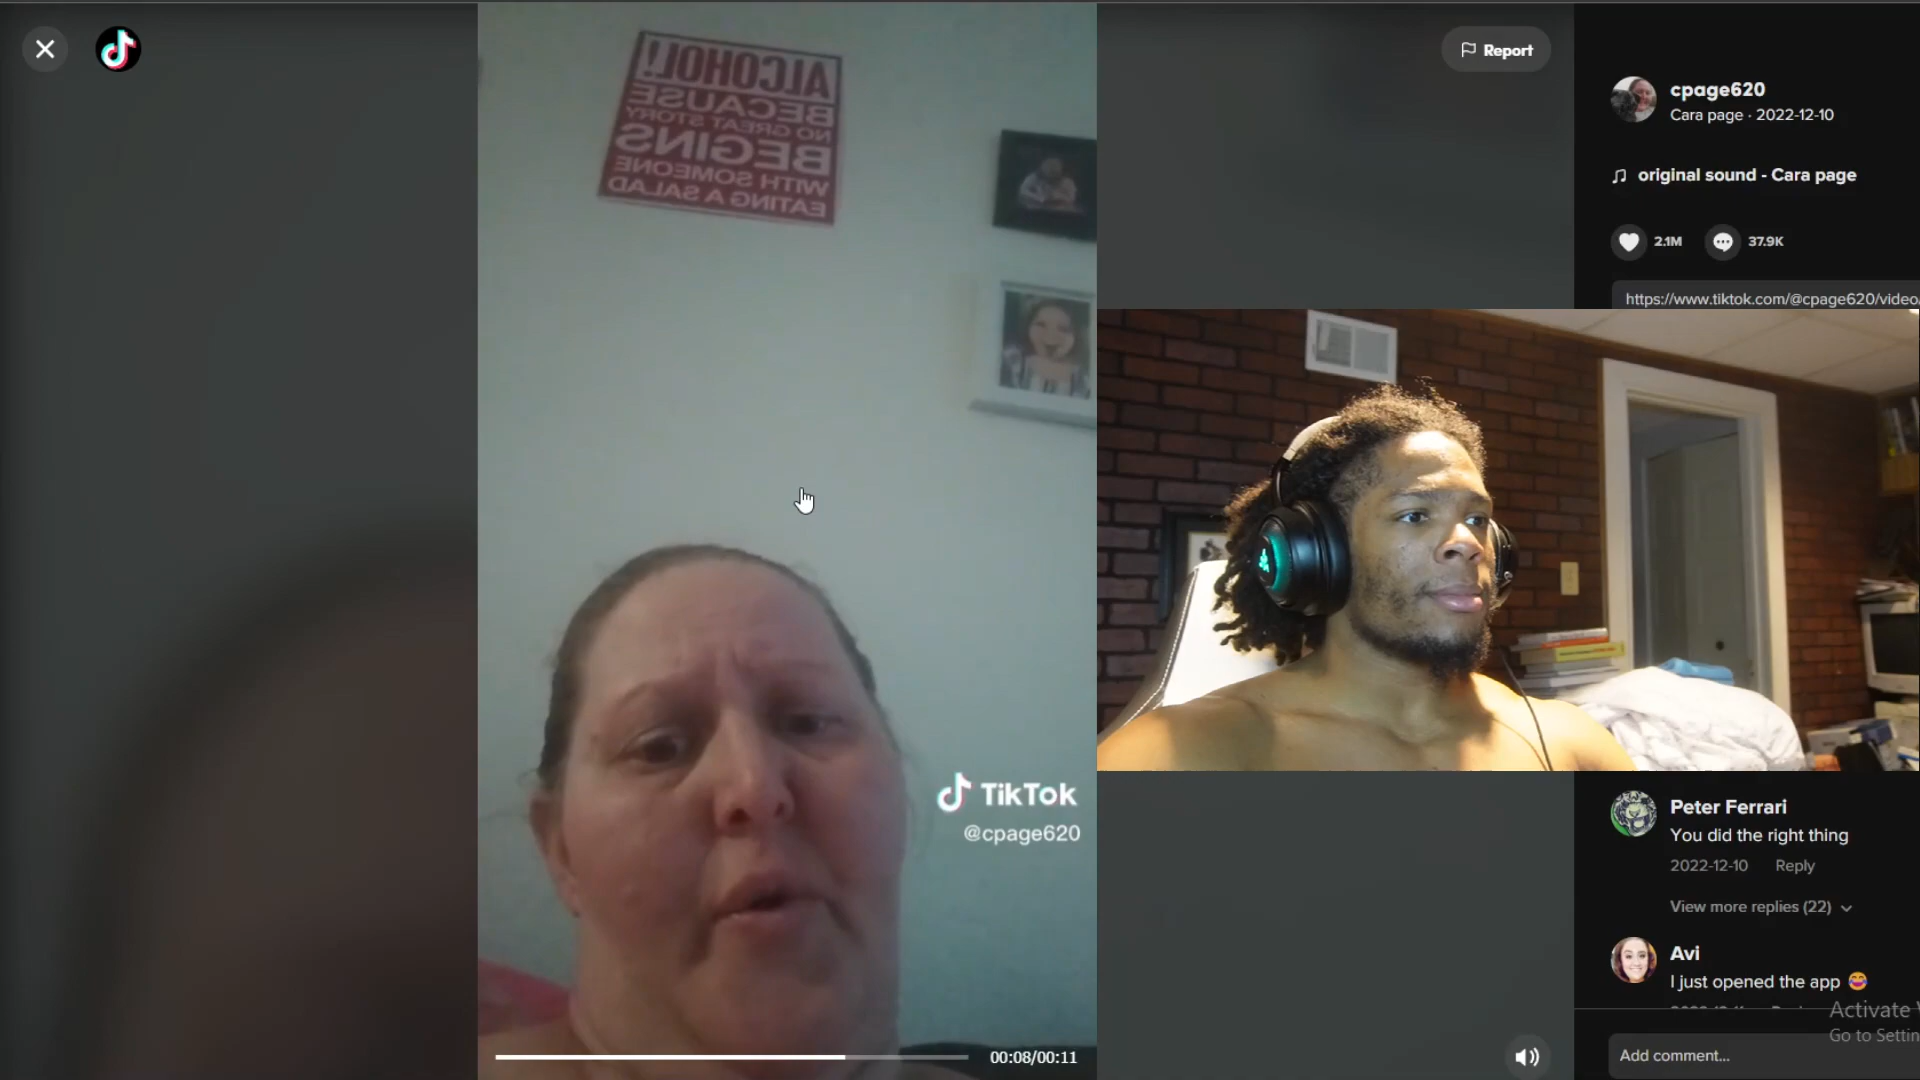 ALCOHOL!
BECAUSE
NO GREAT STORY
BEGINS
WITH SOMEONE
EATING A SALAD
TikTok
@cpage620
00:08/00:11
Report
cpage620
Cara page · 2022-12-10
original sound - Cara page
2.1M
37.9K
https://www.tiktok.com/@cpage620/video/
Peter Ferrari
You did the right thing
2022-12-10 Reply
View more replies (22)
Avi
I just opened the app 😂
Activate
Go to Settin
Add comment...